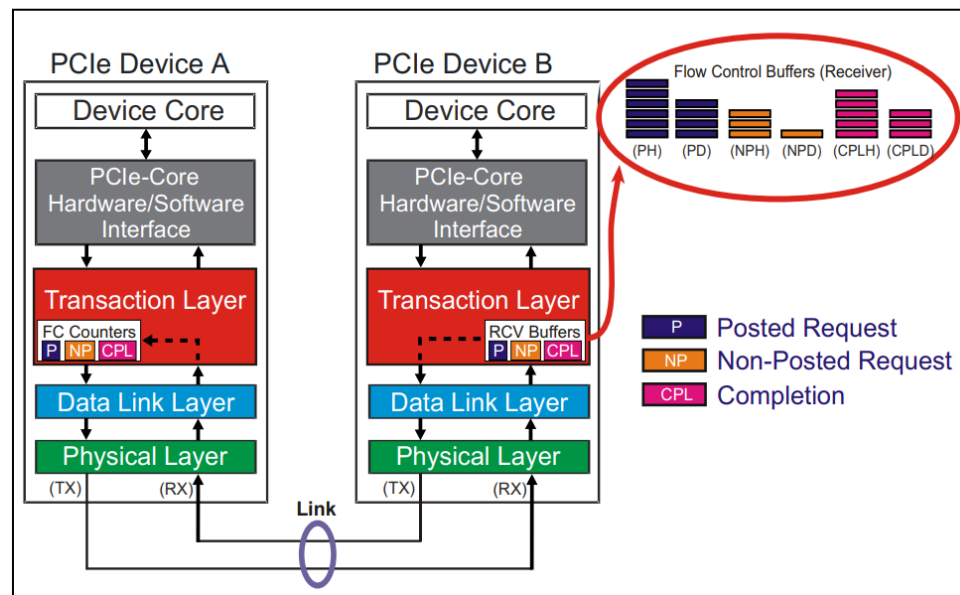 PCIe Device A
Device Core
PCIe-Core
Hardware/Software
Interface
Transaction Layer
FC Counters
P NP CPL
Data Link Layer
Physical Layer
(TX) (RX)
PCIe Device B
Device Core
PCIe-Core
Hardware/Software
Interface
Transaction Layer
RCV Buffers
P NP CPL
Data Link Layer
Physical Layer
(TX) (RX)
Link
Flow Control Buffers (Receiver)
(PH) (PD) (NPH) (NPD) (CPLH) (CPLD)
P Posted Request
NP Non-Posted Request
CPL Completion